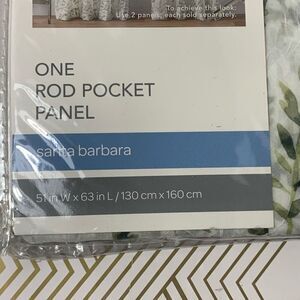 To achieve this look:
Use 2 panels; each sold separately.
ONE
ROD POCKET
PANEL
santa barbara
51 in W x 63 in L / 130 cm x 160 cm